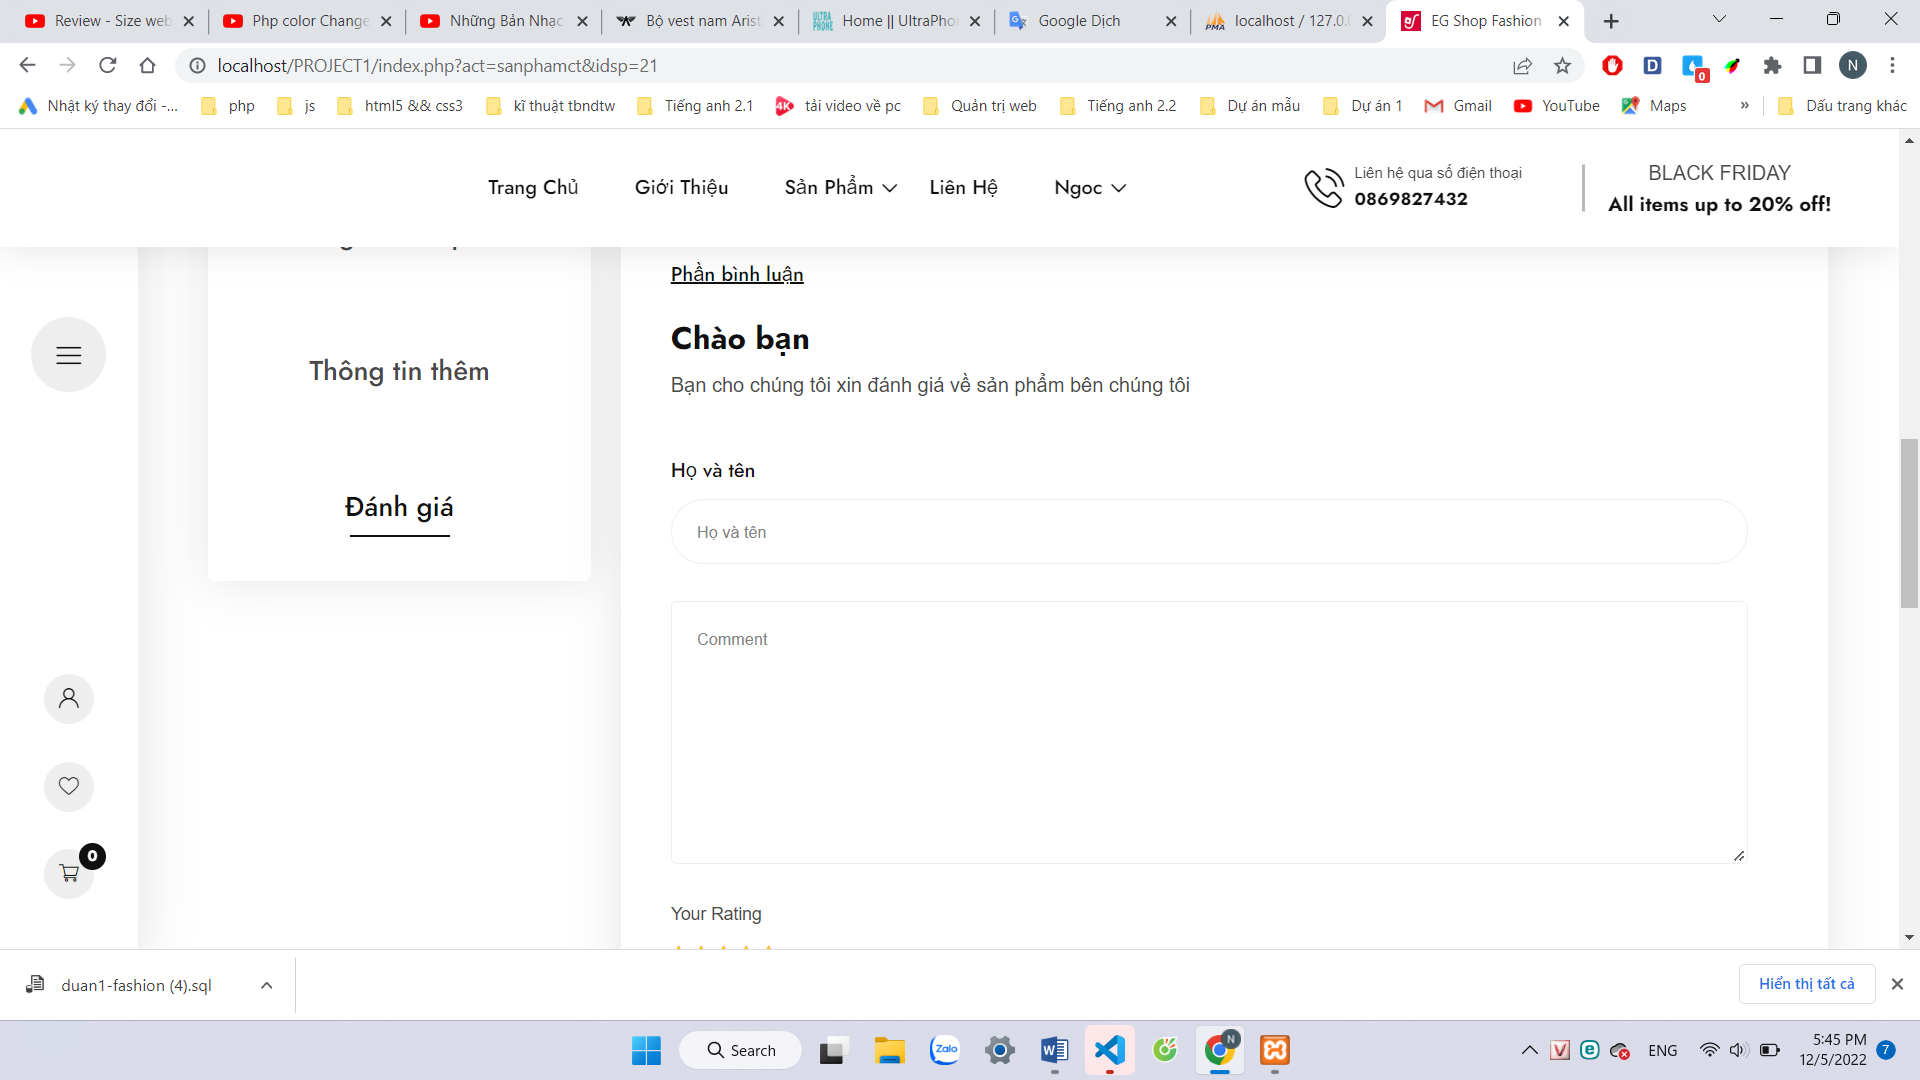 Review - Size web
Php color Change
Những Bản Nhạc
Bộ vest nam Arist
Home || UltraPho
Google Dịch
localhost / 127.0.0
EG Shop Fashion
localhost/PROJECT1/index.php?act=sanphamct&idsp=21
Nhật ký thay đổi -...
php
js
html5 && css3
kĩ thuật tbndtw
Tiếng anh 2.1
tải video về pc
Quản trị web
Tiếng anh 2.2
Dự án mẫu
Dự án 1
Gmail
YouTube
Maps
»
Dấu trang khác
Trang Chủ
Giới Thiệu
Sản Phẩm
Liên Hệ
Ngoc
Liên hệ qua số điện thoại
0869827432
BLACK FRIDAY
All items up to 20% off!
Thông tin thêm
Đánh giá
Phần bình luận
Chào bạn
Bạn cho chúng tôi xin đánh giá về sản phẩm bên chúng tôi
Họ và tên
Họ và tên
Comment
Your Rating
0
duan1-fashion (4).sql
Hiển thị tất cả
Search
Zalo
ENG
5:45 PM
12/5/2022
7